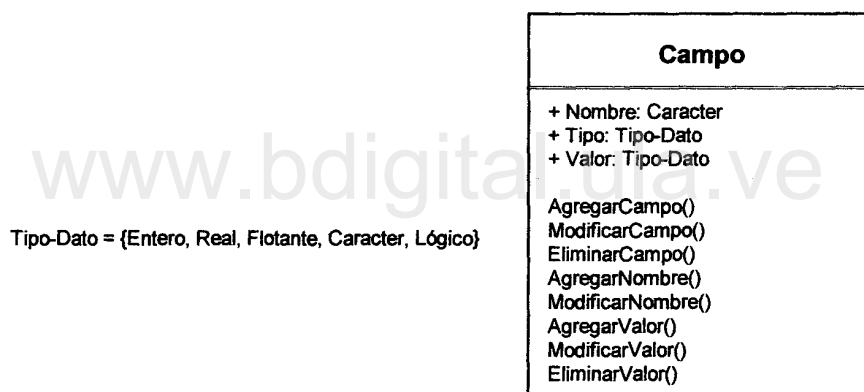 Campo
+ Nombre: Caracter
+ Tipo: Tipo-Dato
+ Valor: Tipo-Dato
www.bdigital.ula.ve
AgregarCampo()
Tipo-Dato = {Entero, Real, Flotante, Caracter, Lógico}
ModificarCampo()
EliminarCampo()
AgregarNombre()
ModificarNombre()
AgregarValor()
ModificarValor()
EliminarValor()